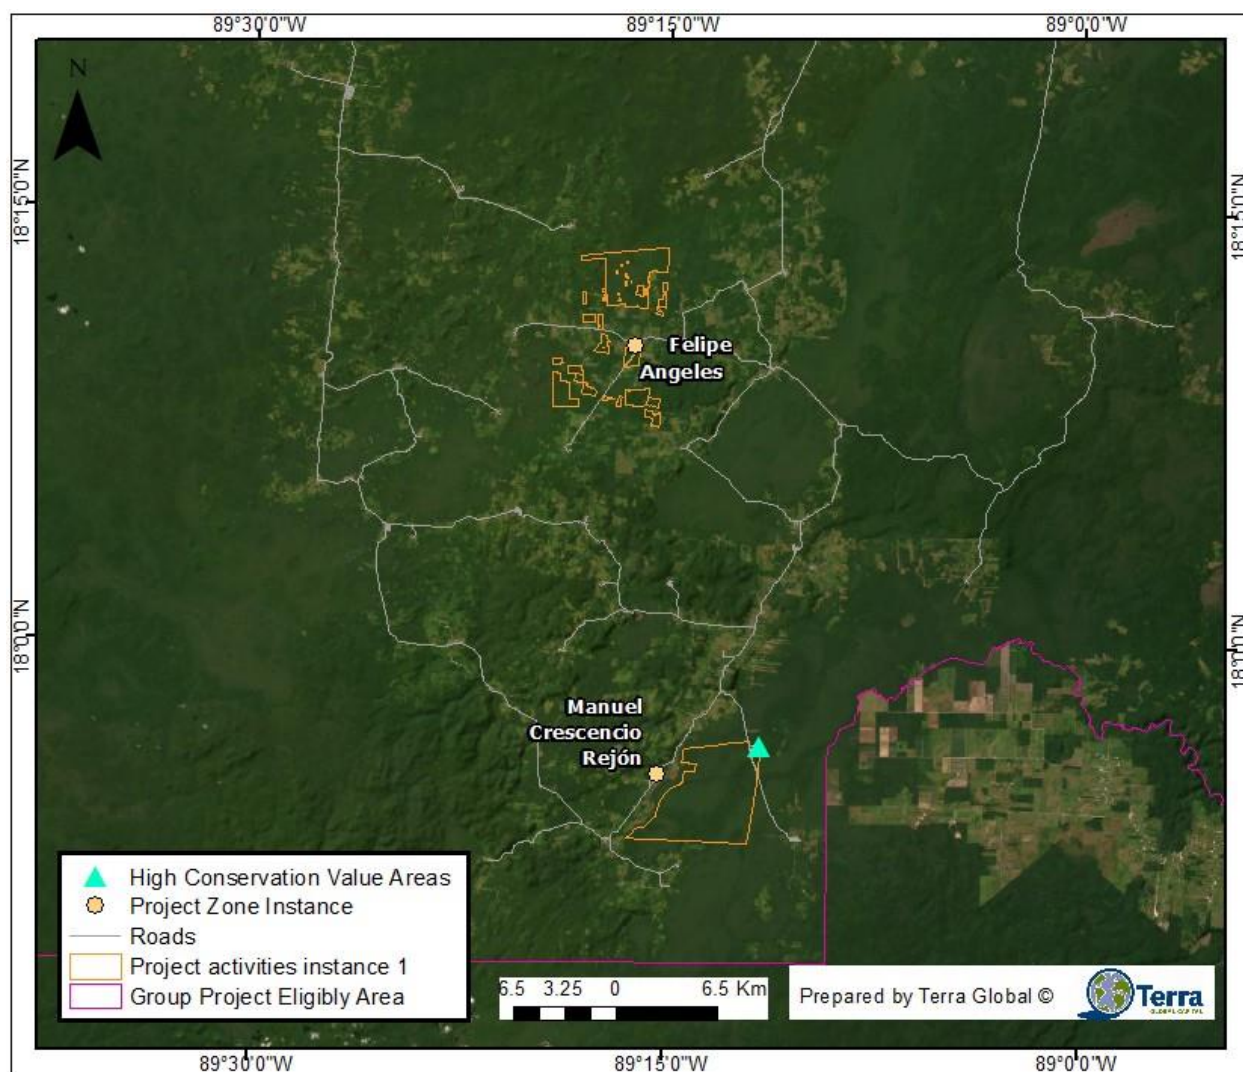 89°30'0"W 89°15'0"W 89°0'0"W
N
18°15'0"N
18°15'0"N
Felipe
Angeles
18°0'0"N
18°0'0"N
Manuel
Crescencio
Rejón
High Conservation Value Areas
Project Zone Instance
Roads
Project activities instance 1
Group Project Eligibly Area
6.5 3.25 0 6.5 Km
Prepared by Terra Global ©
Terra
GLOBAL CAPITAL
89°30'0"W 89°15'0"W 89°0'0"W